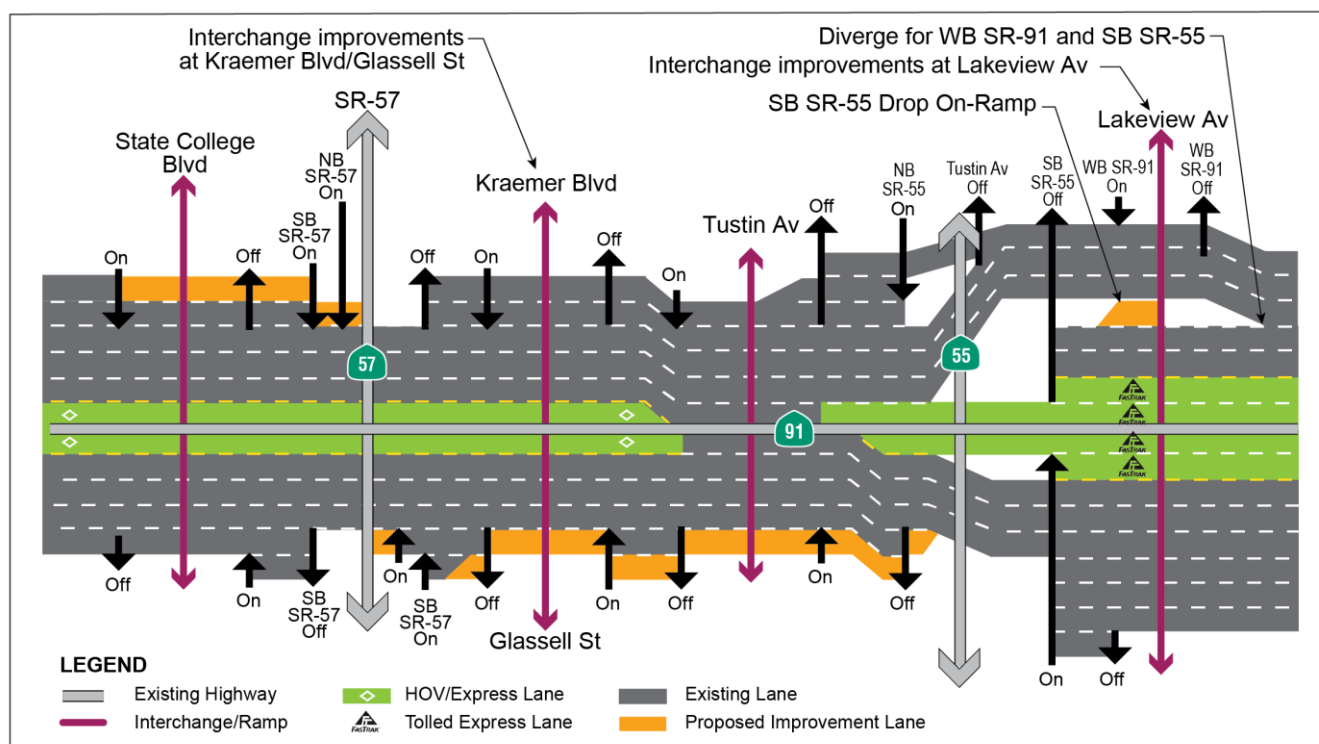 Interchange improvements
at Kraemer Blvd/Glassell St
Diverge for WB SR-91 and SB SR-55
Interchange improvements at Lakeview Av
SB SR-55 Drop On-Ramp
SR-57
Lakeview Av
State College
Blvd
NB
SR-57
On
Kraemer Blvd
Tustin Av
NB
SR-55
On
Tustin Av
Off
SB
SR-55
Off
WB SR-91
On
WB
SR-91
Off
On
Off
SB
SR-57
On
Off
On
Off
On
Off
57
55
91
FASTRAK
FASTRAK
FASTRAK
FASTRAK
Off
On
SB
SR-57
Off
On
SB
SR-57
On
Off
On
Off
On
Off
On
Off
Glassell St
LEGEND
Existing Highway
HOV/Express Lane
Existing Lane
Interchange/Ramp
FASTRAK
Tolled Express Lane
Proposed Improvement Lane